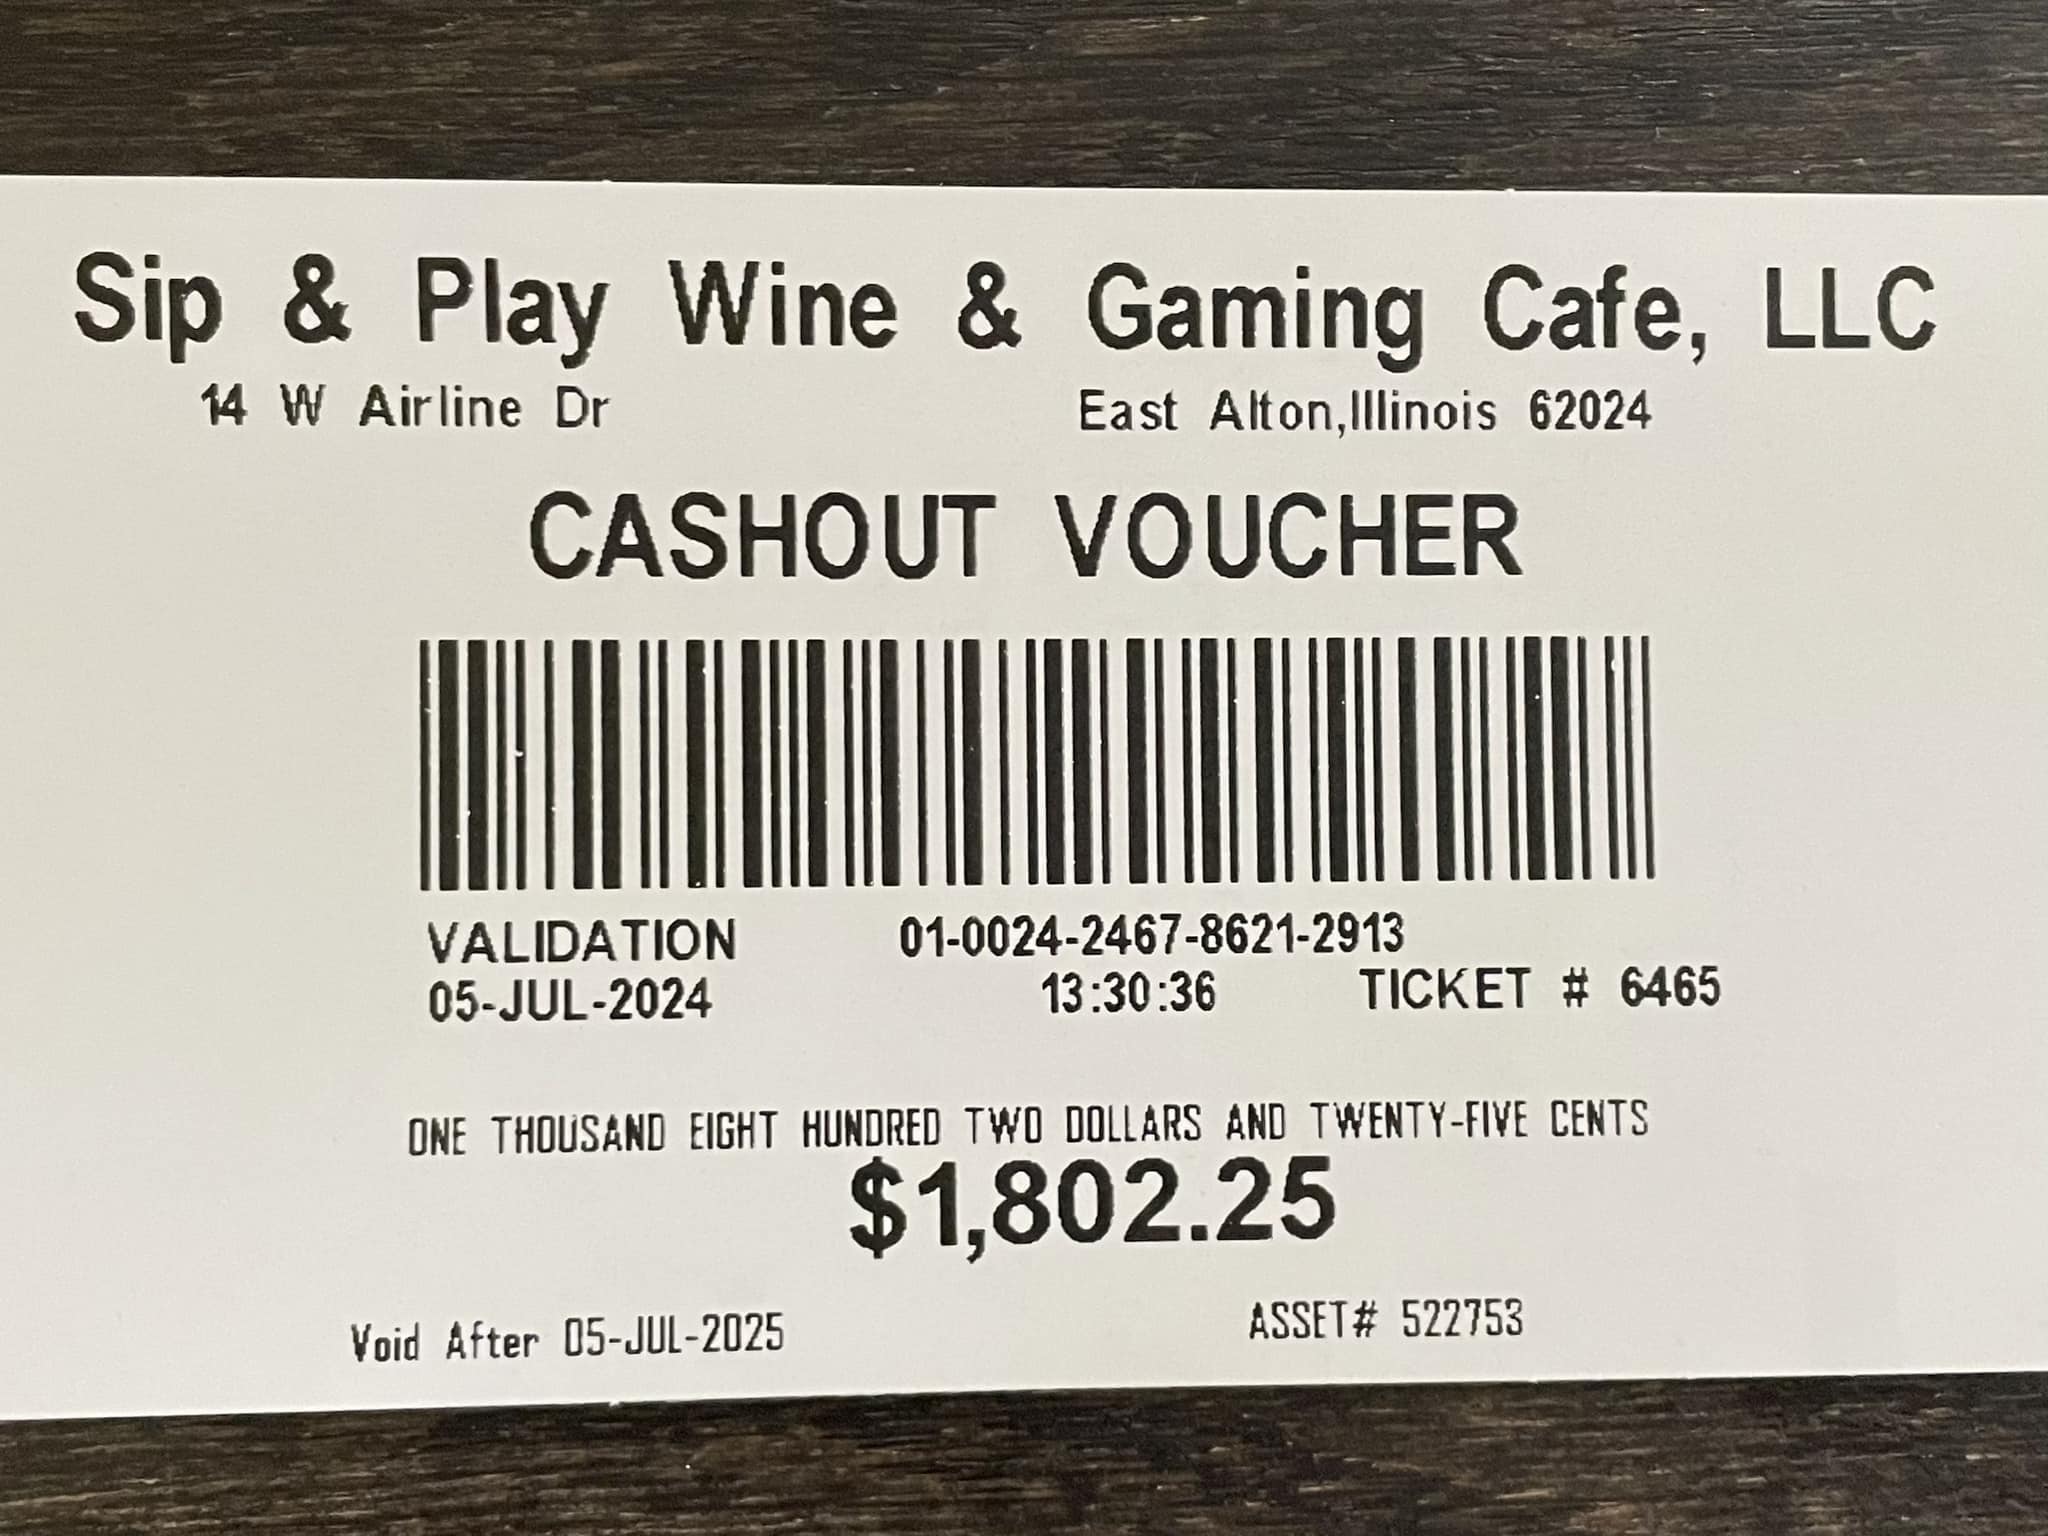 Sip & Play Wine & Gaming Cafe, LLC
14 W Airline Dr East Alton,Illinois 62024
CASHOUT VOUCHER
VALIDATION 01-0024-2467-8621-2913
05-JUL-2024 13:30:36 TICKET # 6465
ONE THOUSAND EIGHT HUNDRED TWO DOLLARS AND TWENTY-FIVE CENTS
$1,802.25
Void After 05-JUL-2025 ASSET# 522753